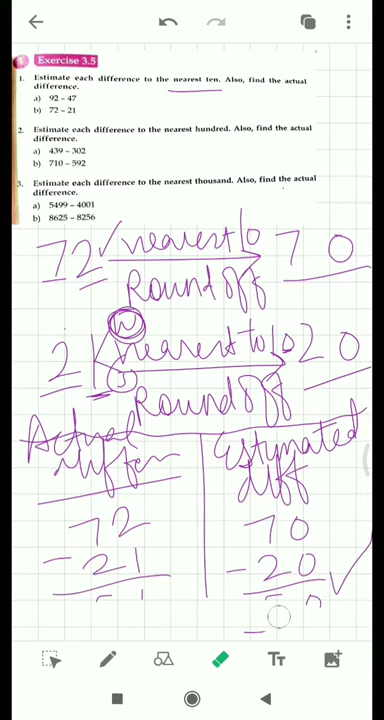 Exercise 3.5
1. Estimate each difference to the nearest ten. Also, find the actual
difference.
a) 92 – 47
b) 72 – 21
2. Estimate each difference to the nearest hundred. Also, find the actual
difference.
a) 439 – 302
b) 710 – 592
3. Estimate each difference to the nearest thousand. Also, find the actual
difference.
a) 5499 – 4001
b) 8625 – 8256
72 nearest 10 70
Round off
21 nearest to 10 20
Round off
Actual Estimated
differ diff
72 70
- 21 - 20
51 50
TT